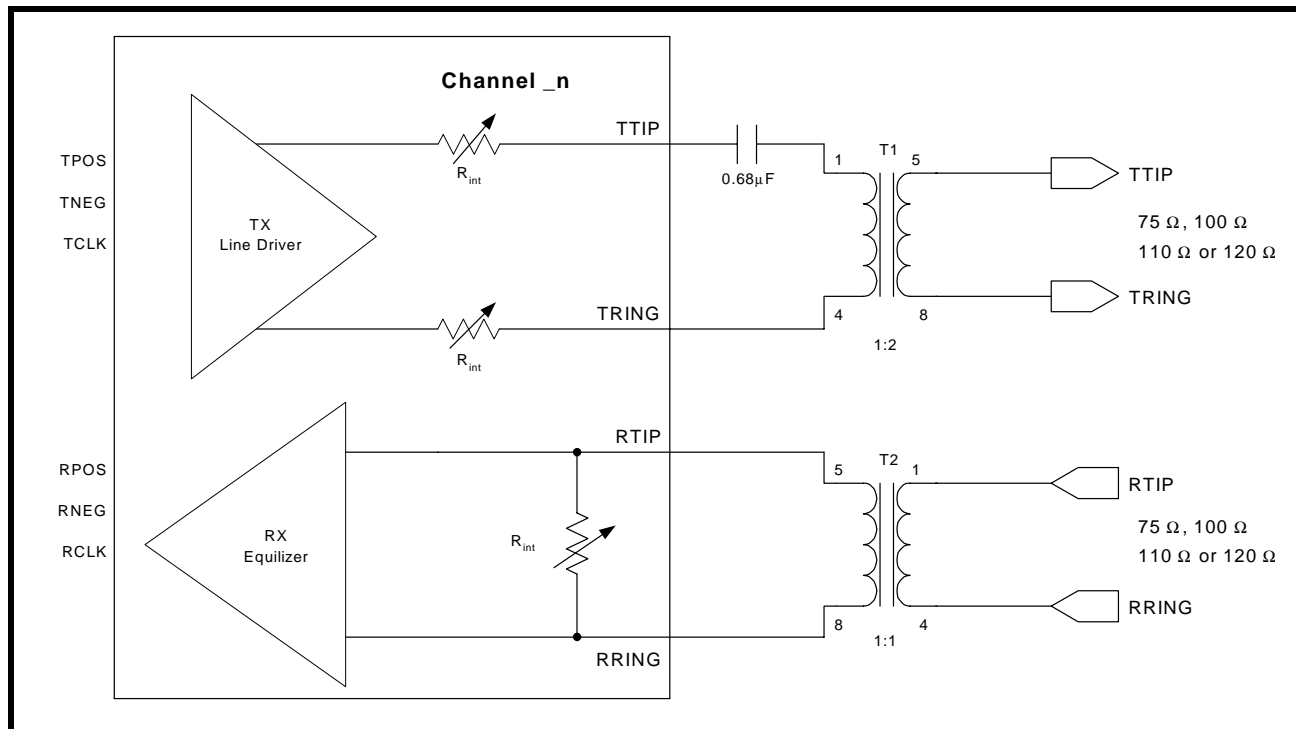 Channel _n
TPOS
TNEG
TCLK
TX
Line Driver
R int
TTIP
0.68µF
R int
TRING
1
T1
5
4
8
1:2
TTIP
75 Ω, 100 Ω
110 Ω or 120 Ω
TRING
RPOS
RNEG
RCLK
RX
Equilizer
R int
RTIP
RRING
5
T2
1
8
4
1:1
RTIP
75 Ω, 100 Ω
110 Ω or 120 Ω
RRING